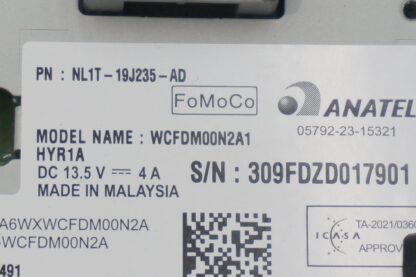 PN : NL1T-19J235-AD
FoMoCo
ANATEL
05792-23-15321
MODEL NAME : WCFDM00N2A1
HYR1A
DC 13.5 V ⎓ 4 A
S/N : 309FDZD017901
MADE IN MALAYSIA
A6WXWCFDM00N2A
-WCFDM00N2A
491
ICASA
TA-2021/0360
APPROV